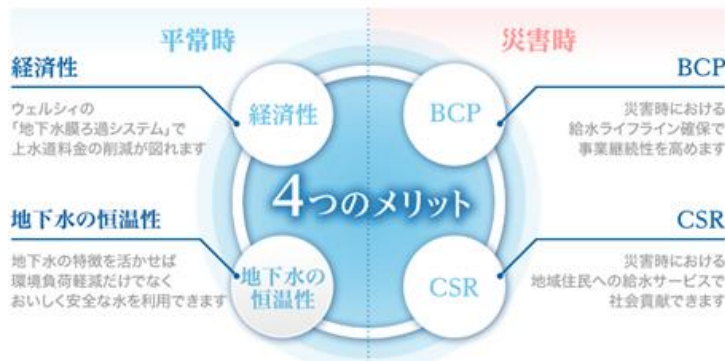 平常時
災害時
経済性
ウェルシィの
「地下水膜ろ過システム」で
上水道料金の削減が図れます
経済性
BCP
BCP
災害時における
給水ライフライン確保で
事業継続性を高めます
4つのメリット
地下水の恒温性
地下水の特徴を活かせば
環境負荷軽減だけでなく
おいしく安全な水を利用できます
地下水の
恒温性
CSR
CSR
災害時における
地域住民への給水サービスで
社会貢献できます